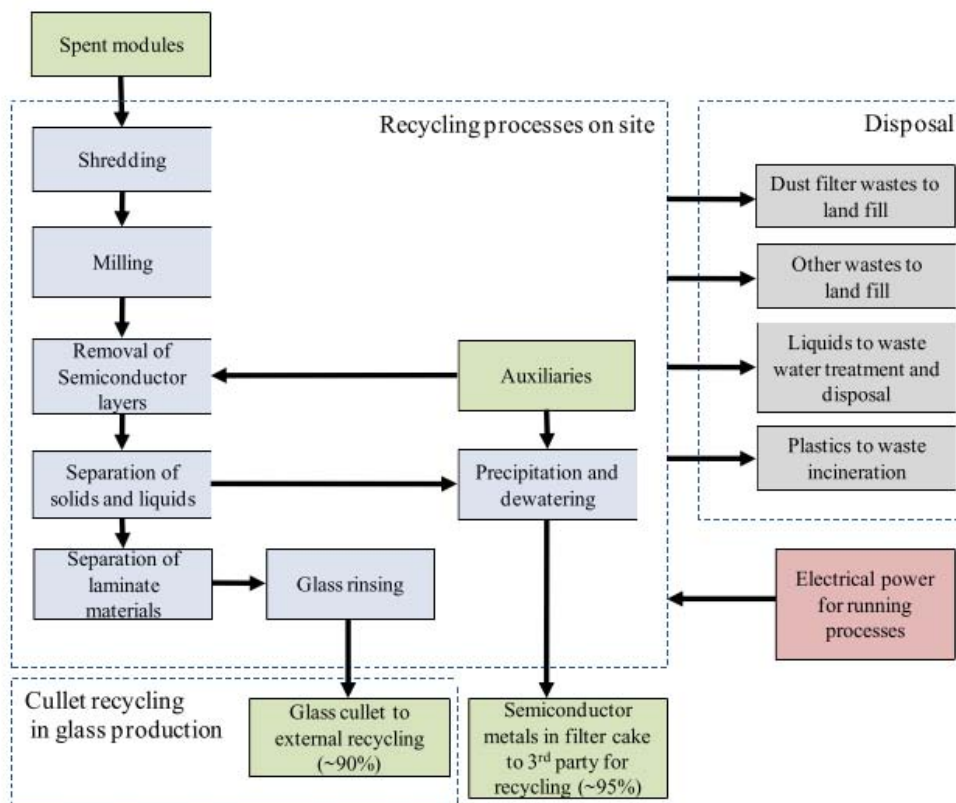 Spent modules
Recycling processes on site
Disposal
Shredding
Dust filter wastes to
land fill
Milling
Other wastes to
land fill
Removal of
Semiconductor
layers
Auxiliaries
Liquids to waste
water treatment and
disposal
Separation of
solids and liquids
Precipitation and
dewatering
Plastics to waste
incineration
Separation of
laminate
materials
Glass rinsing
Electrical power
for running
processes
Cullet recycling
in glass production
Glass cullet to
external recycling
(~90%)
Semiconductor
metals in filter cake
to 3rd party for
recycling (~95%)